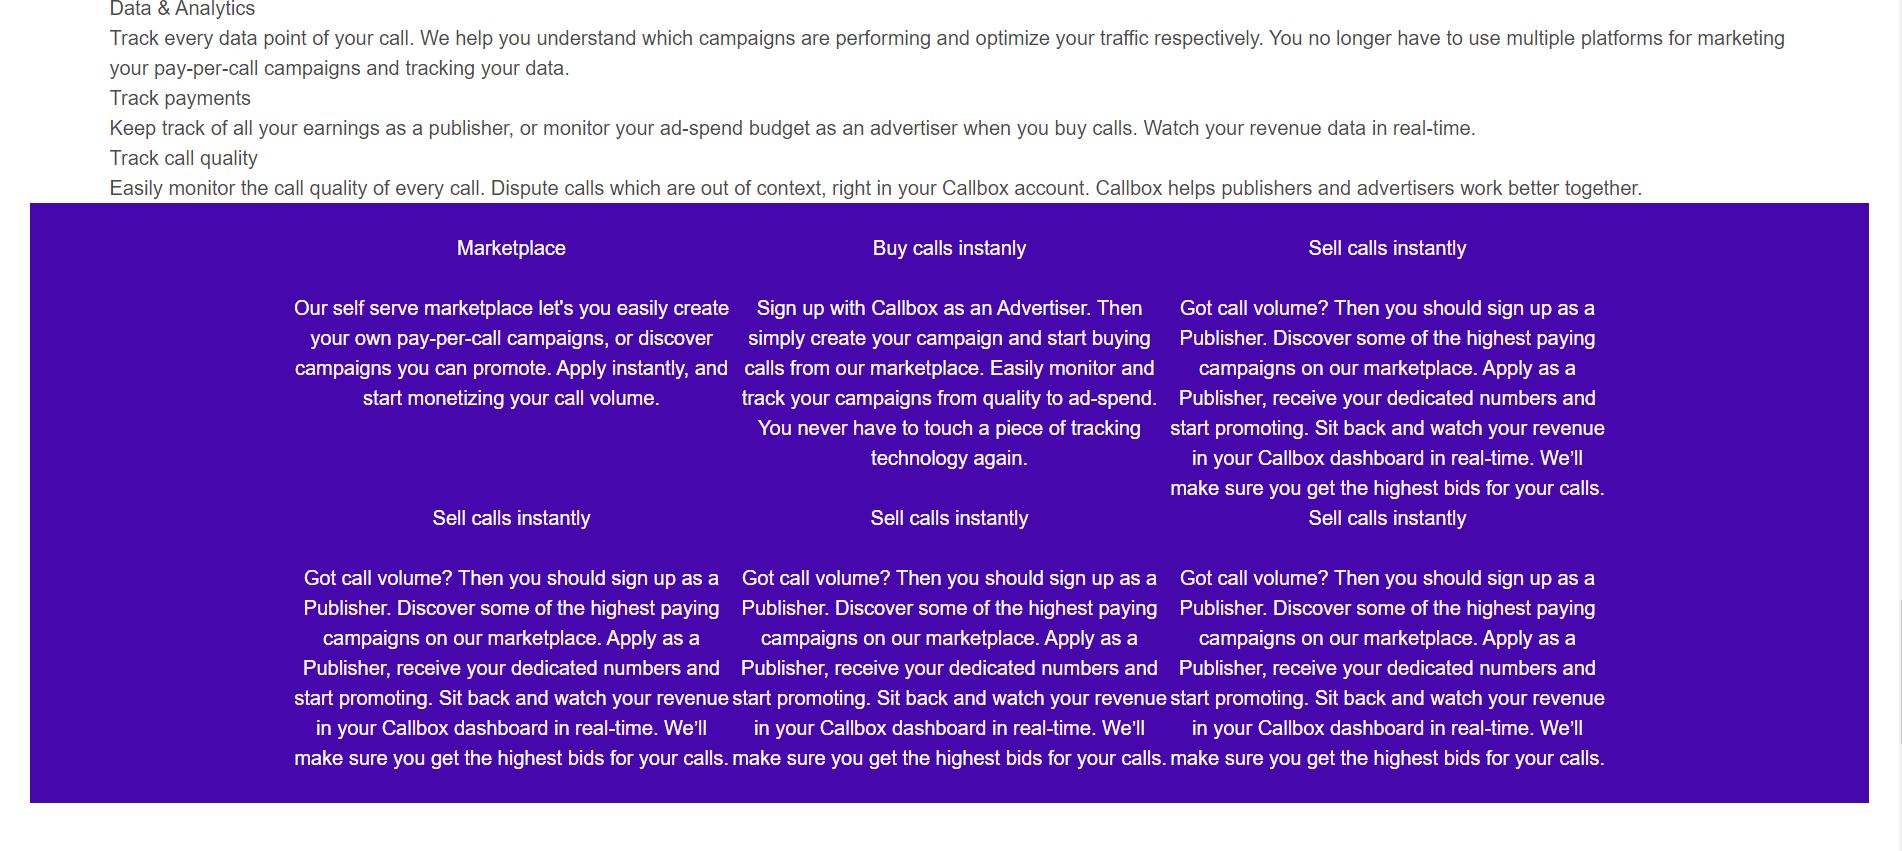 Data & Analytics
Track every data point of your call. We help you understand which campaigns are performing and optimize your traffic respectively. You no longer have to use multiple platforms for marketing
your pay-per-call campaigns and tracking your data.
Track payments
Keep track of all your earnings as a publisher, or monitor your ad-spend budget as an advertiser when you buy calls. Watch your revenue data in real-time.
Track call quality
Easily monitor the call quality of every call. Dispute calls which are out of context, right in your Callbox account. Callbox helps publishers and advertisers work better together.
Marketplace
Our self serve marketplace let's you easily create
your own pay-per-call campaigns, or discover
campaigns you can promote. Apply instantly, and
start monetizing your call volume.
Buy calls instanly
Sign up with Callbox as an Advertiser. Then
simply create your campaign and start buying
calls from our marketplace. Easily monitor and
track your campaigns from quality to ad-spend.
You never have to touch a piece of tracking
technology again.
Sell calls instantly
Got call volume? Then you should sign up as a
Publisher. Discover some of the highest paying
campaigns on our marketplace. Apply as a
Publisher, receive your dedicated numbers and
start promoting. Sit back and watch your revenue
in your Callbox dashboard in real-time. We’ll
make sure you get the highest bids for your calls.
Sell calls instantly
Got call volume? Then you should sign up as a
Publisher. Discover some of the highest paying
campaigns on our marketplace. Apply as a
Publisher, receive your dedicated numbers and
start promoting. Sit back and watch your revenue
in your Callbox dashboard in real-time. We’ll
make sure you get the highest bids for your calls.
Sell calls instantly
Got call volume? Then you should sign up as a
Publisher. Discover some of the highest paying
campaigns on our marketplace. Apply as a
Publisher, receive your dedicated numbers and
start promoting. Sit back and watch your revenue
in your Callbox dashboard in real-time. We’ll
make sure you get the highest bids for your calls.
Sell calls instantly
Got call volume? Then you should sign up as a
Publisher. Discover some of the highest paying
campaigns on our marketplace. Apply as a
Publisher, receive your dedicated numbers and
start promoting. Sit back and watch your revenue
in your Callbox dashboard in real-time. We’ll
make sure you get the highest bids for your calls.